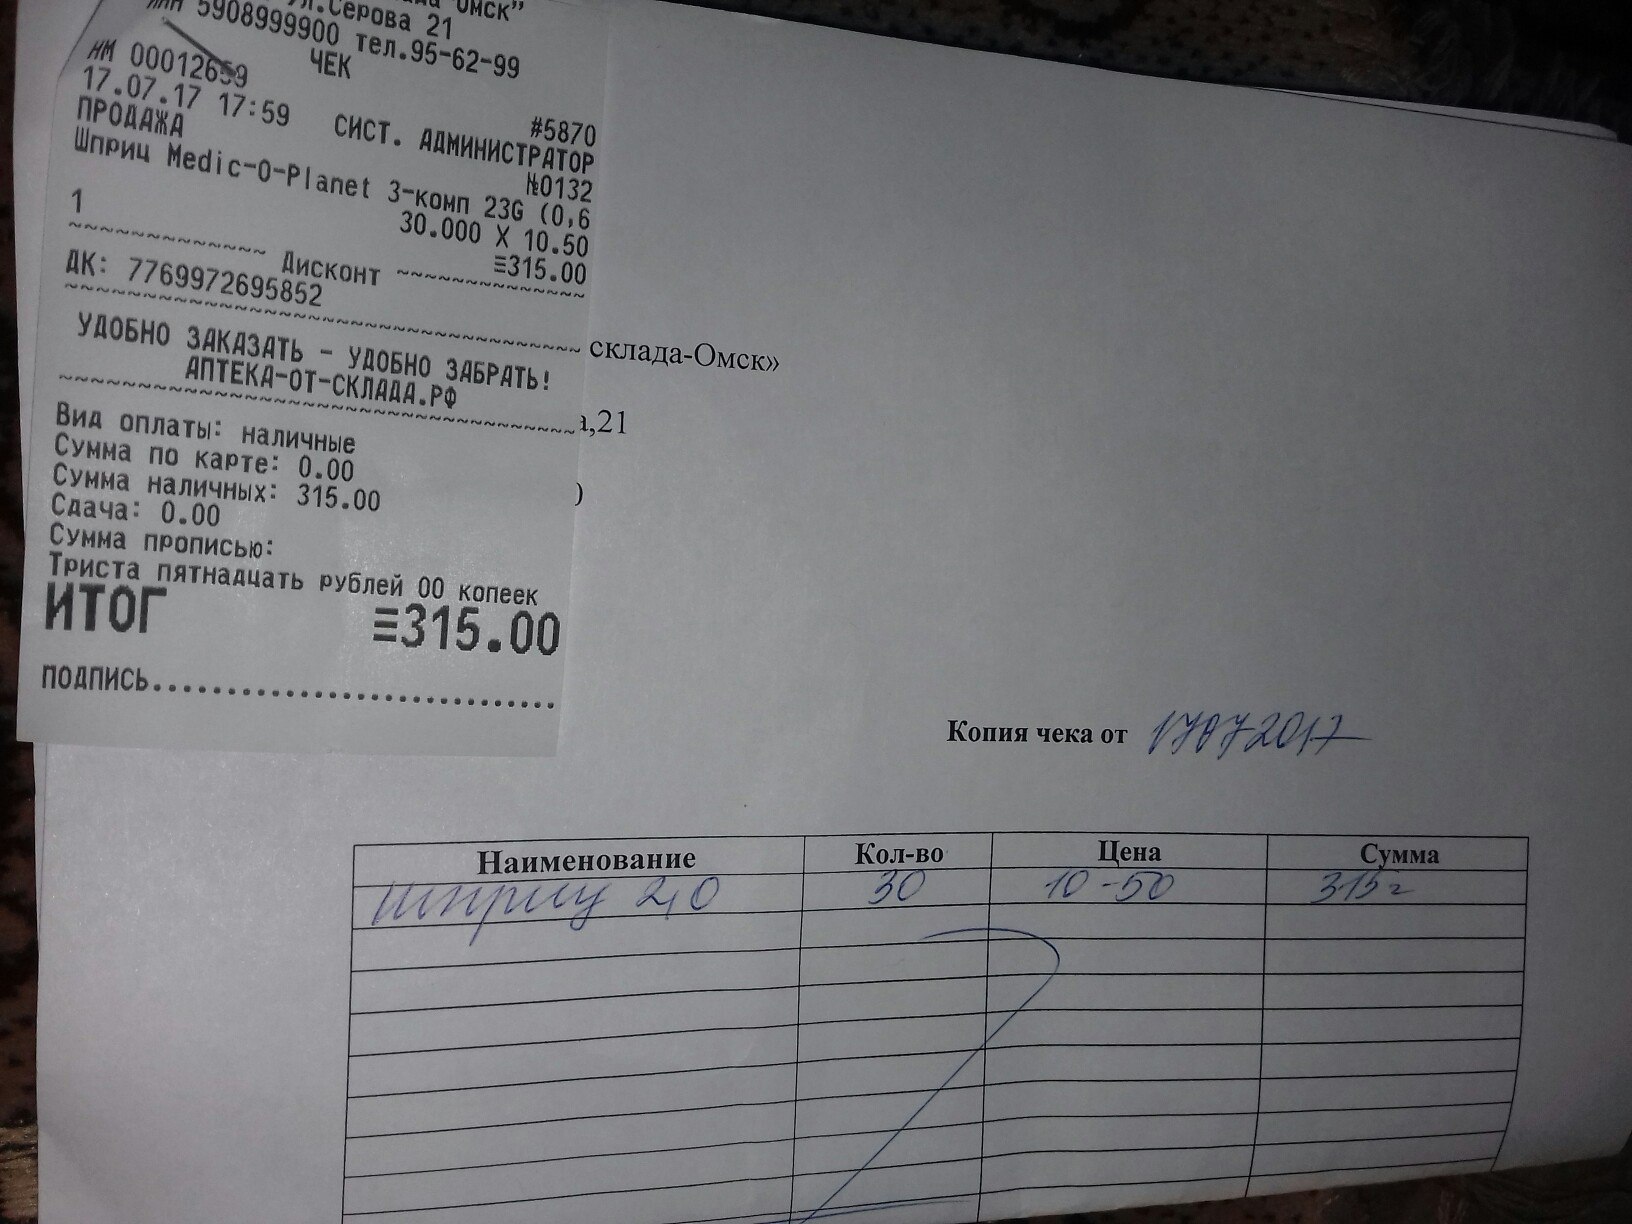 Омск"
ул.Серова 21
ИНН 5908999900 тел.95-62-99
ЧЕК
НМ 00012659 #5870
17.07.17 17:59 СИСТ. АДМИНИСТРАТОР
ПРОДАЖА №0132
Шприц Medic-O-Planet 3-комп 23G (0,6
30.000 X 10.50
1 ≡315.00
~~~~~~~~~~~~~ Дисконт ~~~~~~~~~~~~~
ДК: 7769972695852
УДОБНО ЗАКАЗАТЬ - УДОБНО ЗАБРАТЬ!
АПТЕКА-ОТ-СКЛАДА.РФ
Вид оплаты: наличные
Сумма по карте: 0.00
Сумма наличных: 315.00
Сдача: 0.00
Сумма прописью:
Триста пятнадцать рублей 00 копеек
ИТОГ ≡315.00
ПОДПИСЬ...........................
склада-Омск»
,21
)
Копия чека от 17072017
Наименование Кол-во Цена Сумма
Шприц 2,0 30 10-50 315=